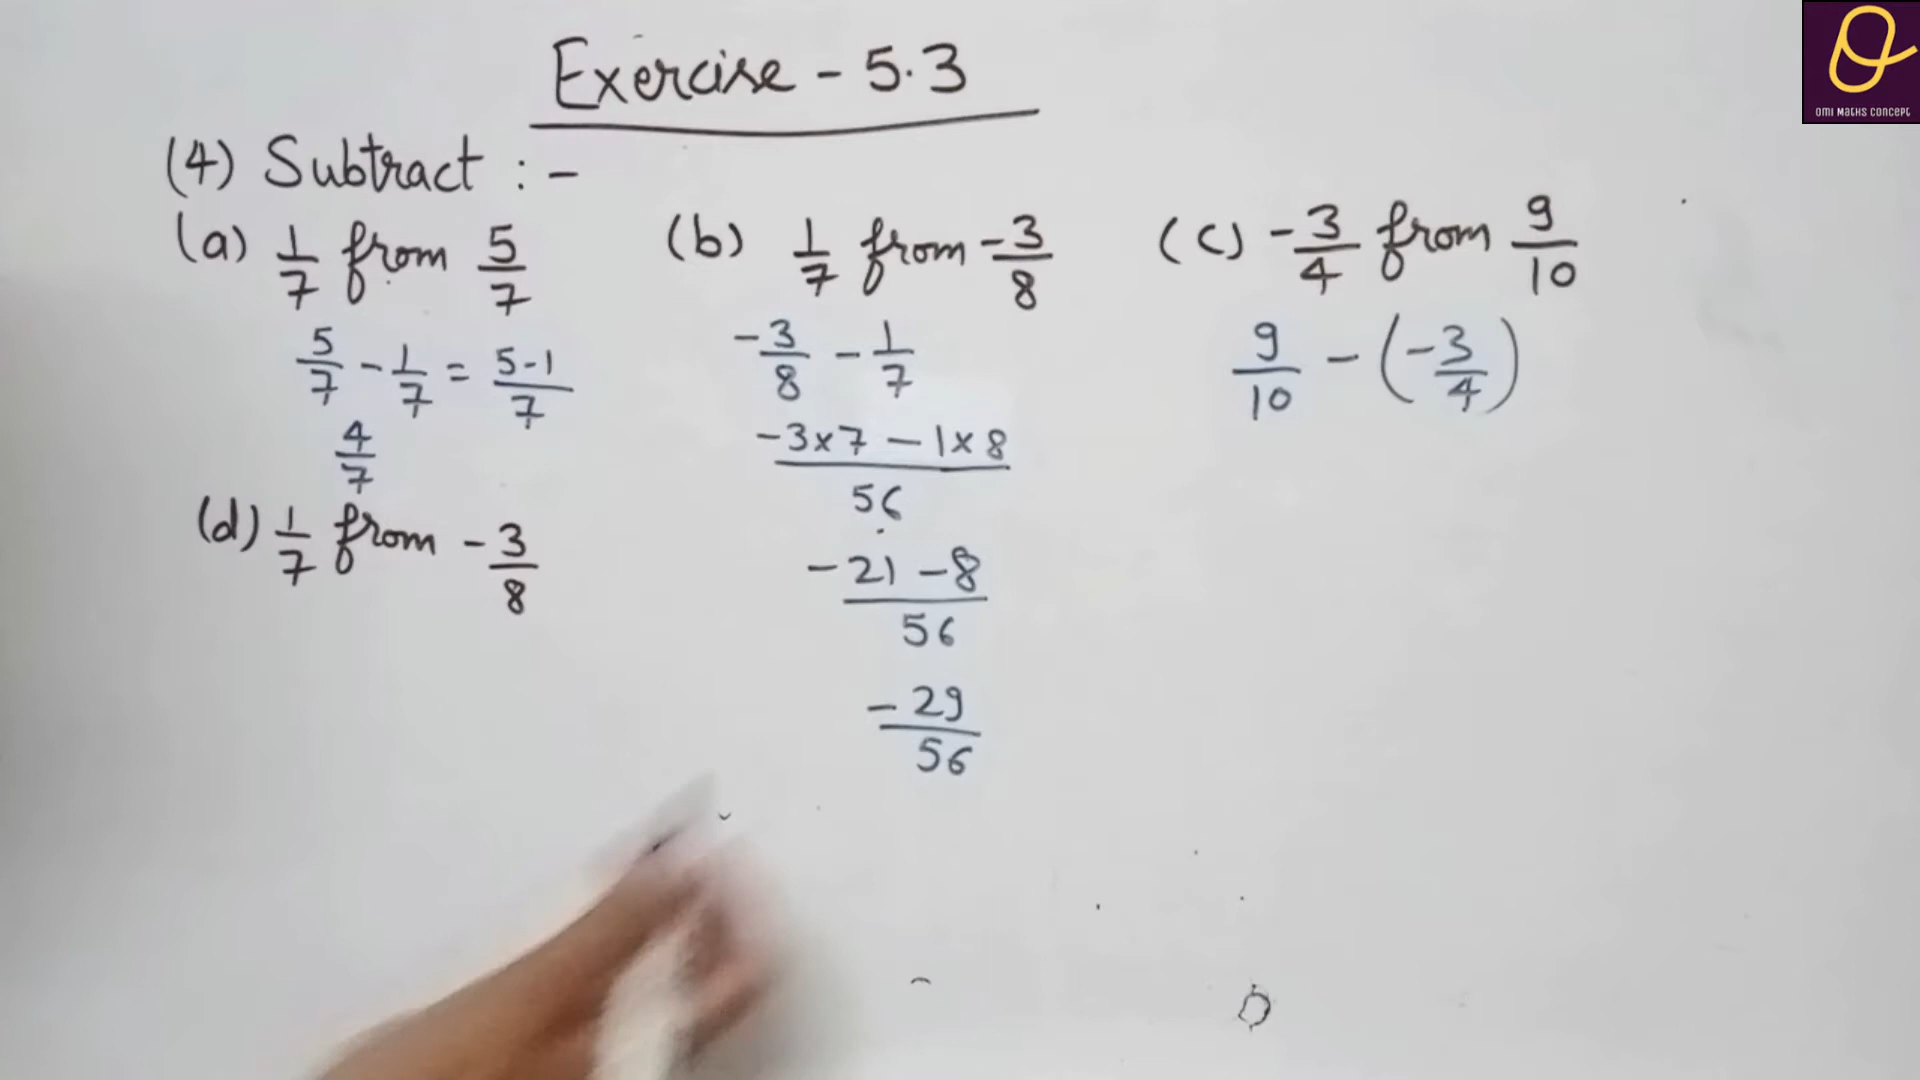 Exercise - 5.3
(4) Subtract :-
(a) 1/7 from 5/7
5/7 - 1/7 = 5-1/7
4/7
(b) 1/7 from -3/8
-3/8 - 1/7
-3x7 - 1x8/56
-21 -8/56
-29/56
(c) -3/4 from 9/10
9/10 - (-3/4)
(d) 1/7 from -3/8
OMI MATHS CONCEPT